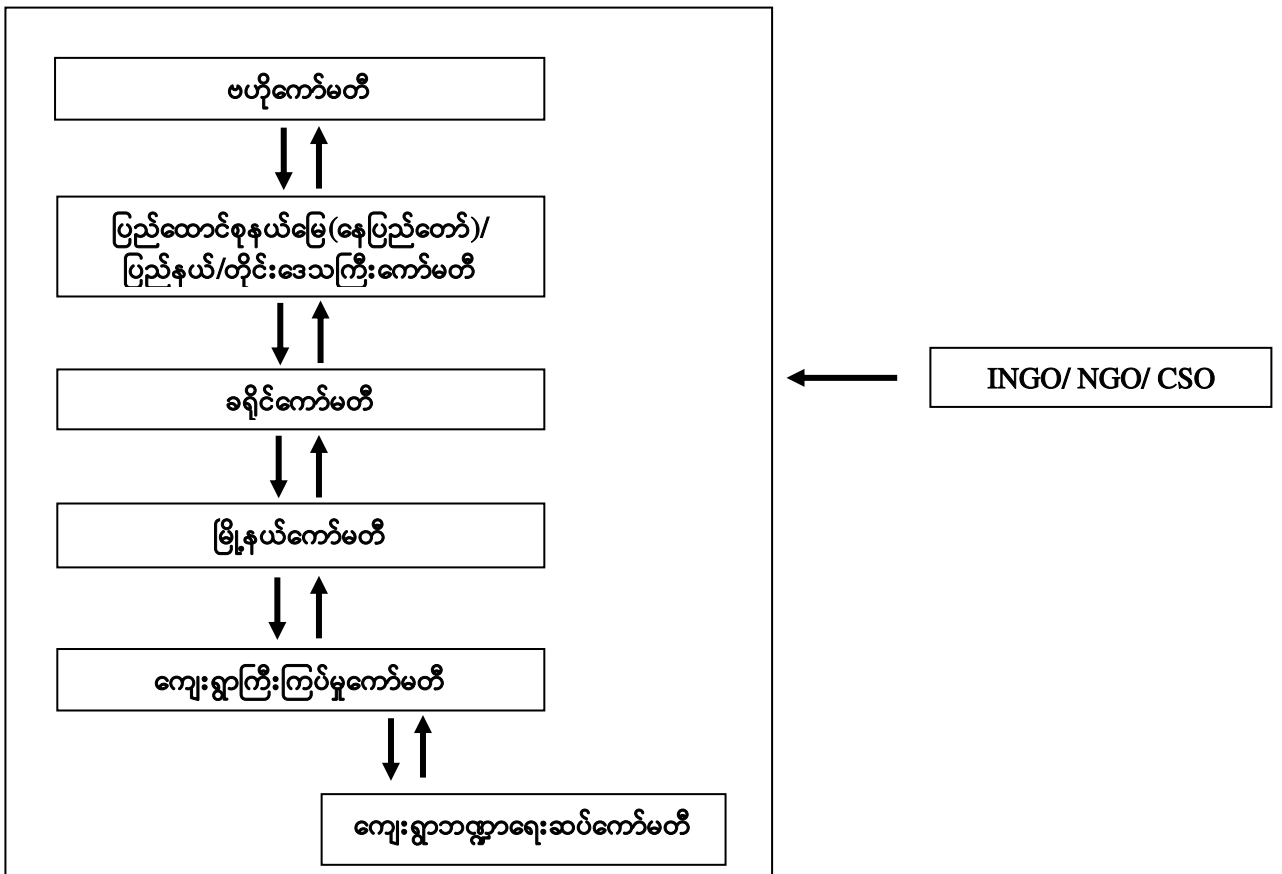 ဗဟိုကော်မတီ
ပြည်ထောင်စုနယ်မြေ(နေပြည်တော်)/
ပြည်နယ်/တိုင်းဒေသကြီးကော်မတီ
ခရိုင်ကော်မတီ
INGO/ NGO/ CSO
မြို့နယ်ကော်မတီ
ကျေးရွာကြီးကြပ်မှုကော်မတီ
ကျေးရွာဘဏ္ဍာရေးဆပ်ကော်မတီ